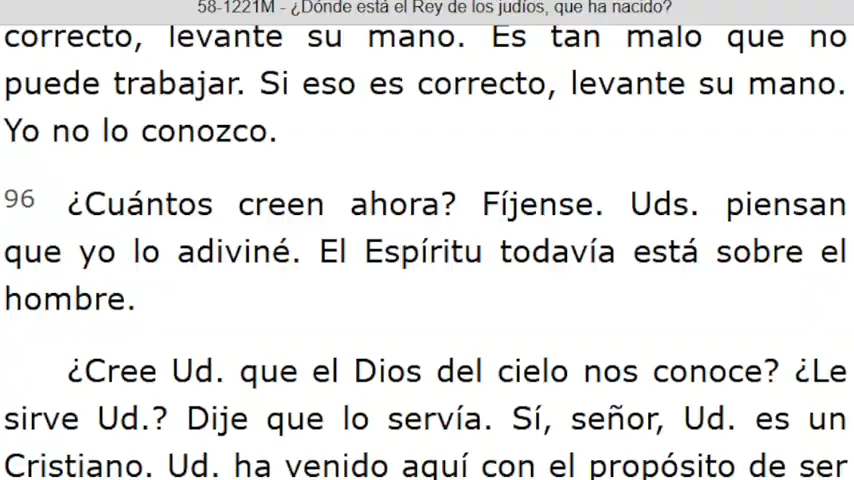 58-1221M - ¿Dónde está el Rey de los judíos, que ha nacido?
correcto, levante su mano. Es tan malo que no
puede trabajar. Si eso es correcto, levante su mano.
Yo no lo conozco.
96 ¿Cuántos creen ahora? Fíjense. Uds. piensan
que yo lo adiviné. El Espíritu todavía está sobre el
hombre.
¿Cree Ud. que el Dios del cielo nos conoce? ¿Le
sirve Ud.? Dije que lo servía. Sí, señor, Ud. es un
Cristiano. Ud. ha venido aquí con el propósito de ser